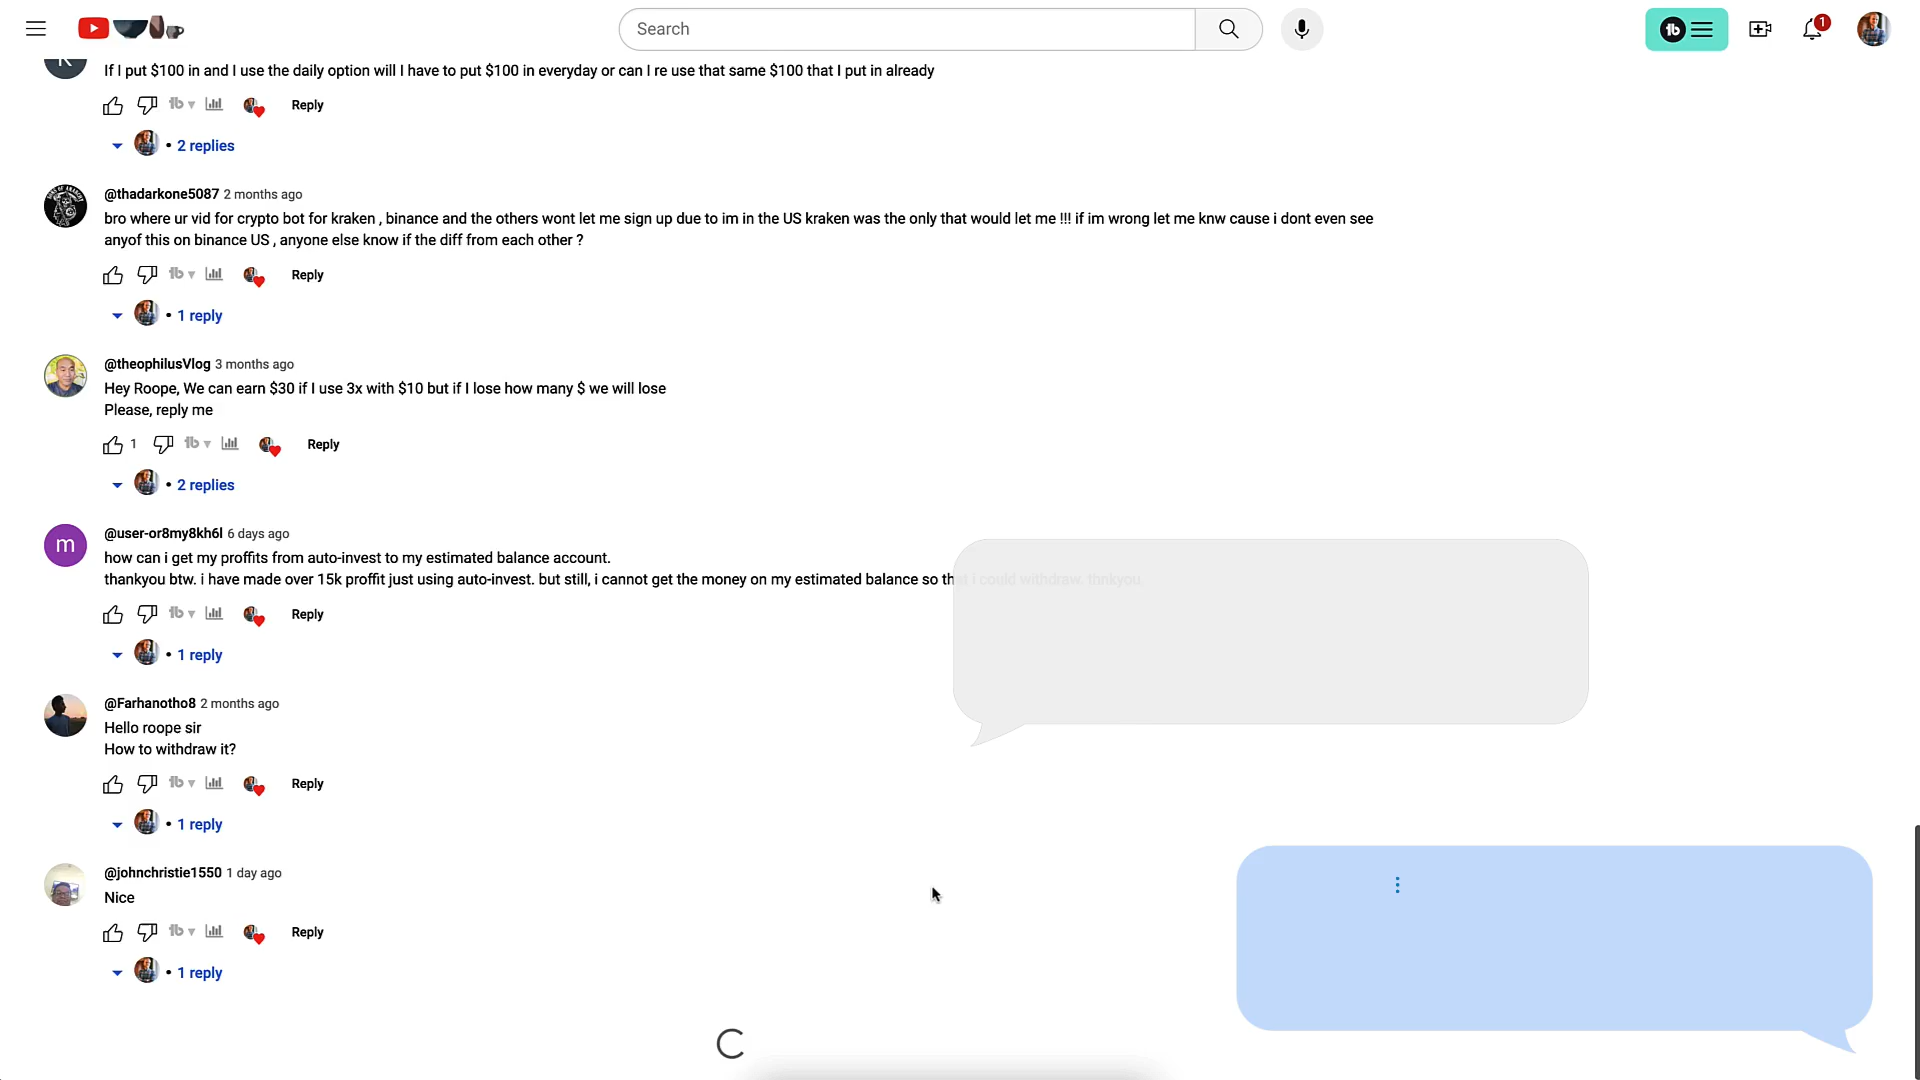 Search
1
If I put $100 in and I use the daily option will I have to put $100 in everyday or can I re use that same $100 that I put in already
Reply
• 2 replies
@thadarkone5087 2 months ago
bro where ur vid for crypto bot for kraken , binance and the others wont let me sign up due to im in the US kraken was the only that would let me !!! if im wrong let me knw cause i dont even see
anyof this on binance US , anyone else know if the diff from each other ?
Reply
• 1 reply
@theophilusVlog 3 months ago
Hey Roope, We can earn $30 if I use 3x with $10 but if I lose how many $ we will lose
Please, reply me
1
Reply
• 2 replies
m
@user-or8my8kh6l 6 days ago
how can i get my proffits from auto-invest to my estimated balance account.
thankyou btw. i have made over 15k proffit just using auto-invest. but still, i cannot get the money on my estimated balance so that i could withdraw. thnkyou.
Reply
• 1 reply
@Farhanotho8 2 months ago
Hello roope sir
How to withdraw it?
Reply
• 1 reply
@johnchristie1550 1 day ago
Nice
Reply
• 1 reply